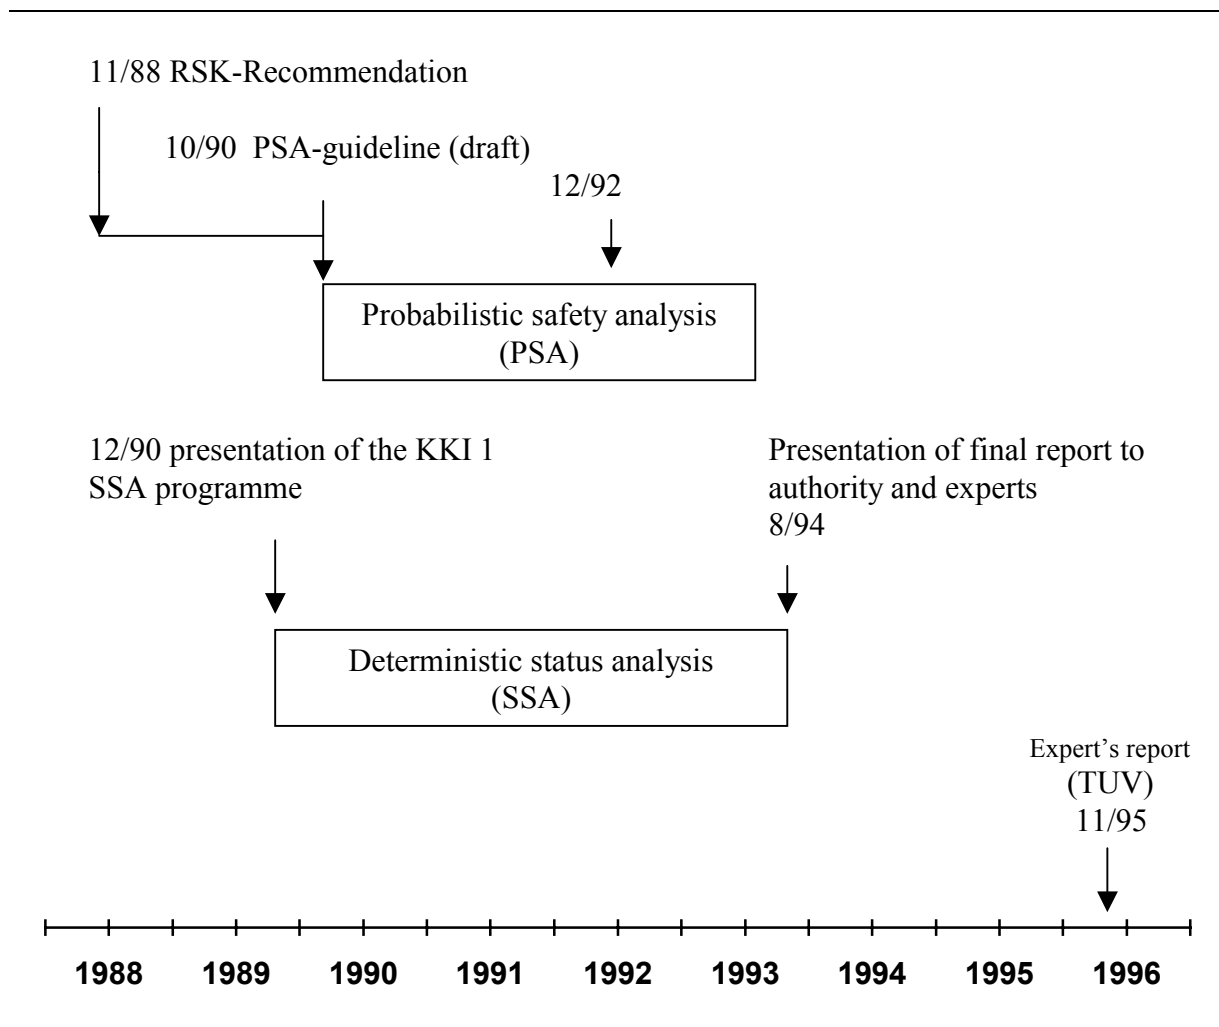 11/88 RSK-Recommendation
10/90 PSA-guideline (draft)
12/92
Probabilistic safety analysis
(PSA)
12/90 presentation of the KKI 1
SSA programme
Presentation of final report to
authority and experts
8/94
Deterministic status analysis
(SSA)
Expert’s report
(TUV)
11/95
1988 1989 1990 1991 1992 1993 1994 1995 1996